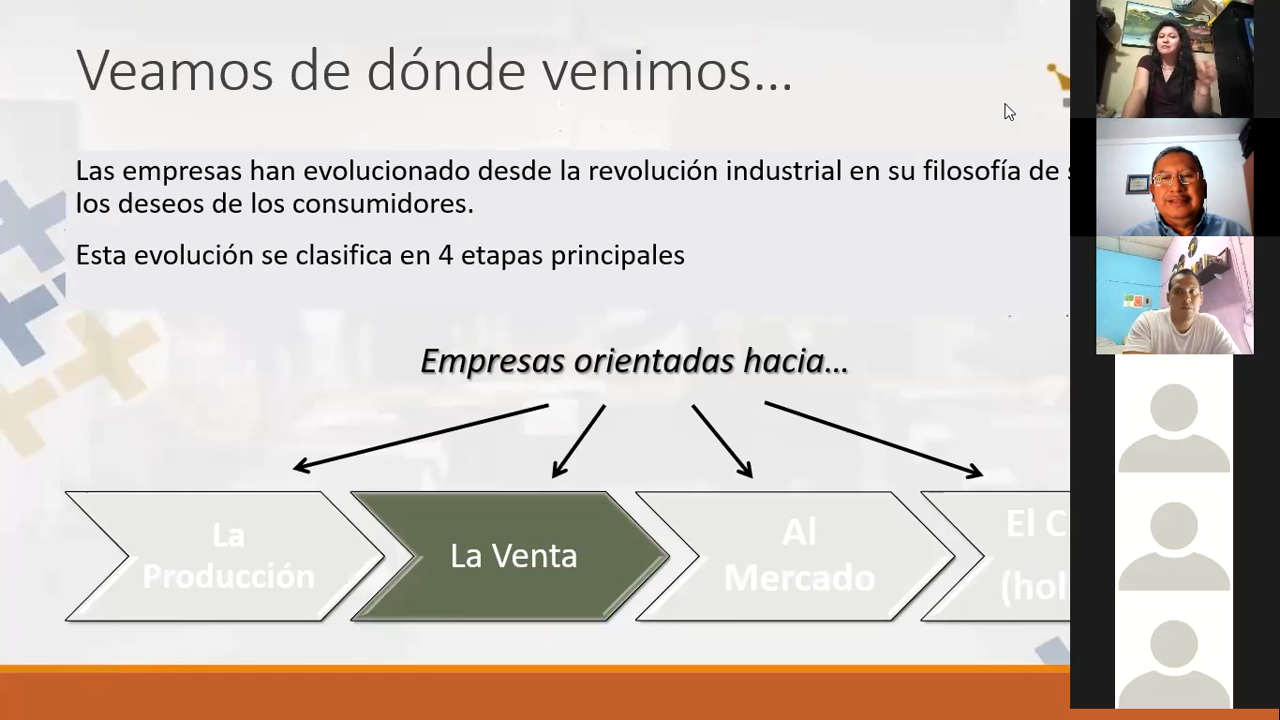 Veamos de dónde venimos...
Las empresas han evolucionado desde la revolución industrial en su filosofía de
los deseos de los consumidores.
Esta evolución se clasifica en 4 etapas principales
Empresas orientadas hacia...
La
Producción
La Venta
Al
Mercado
El C
(hol